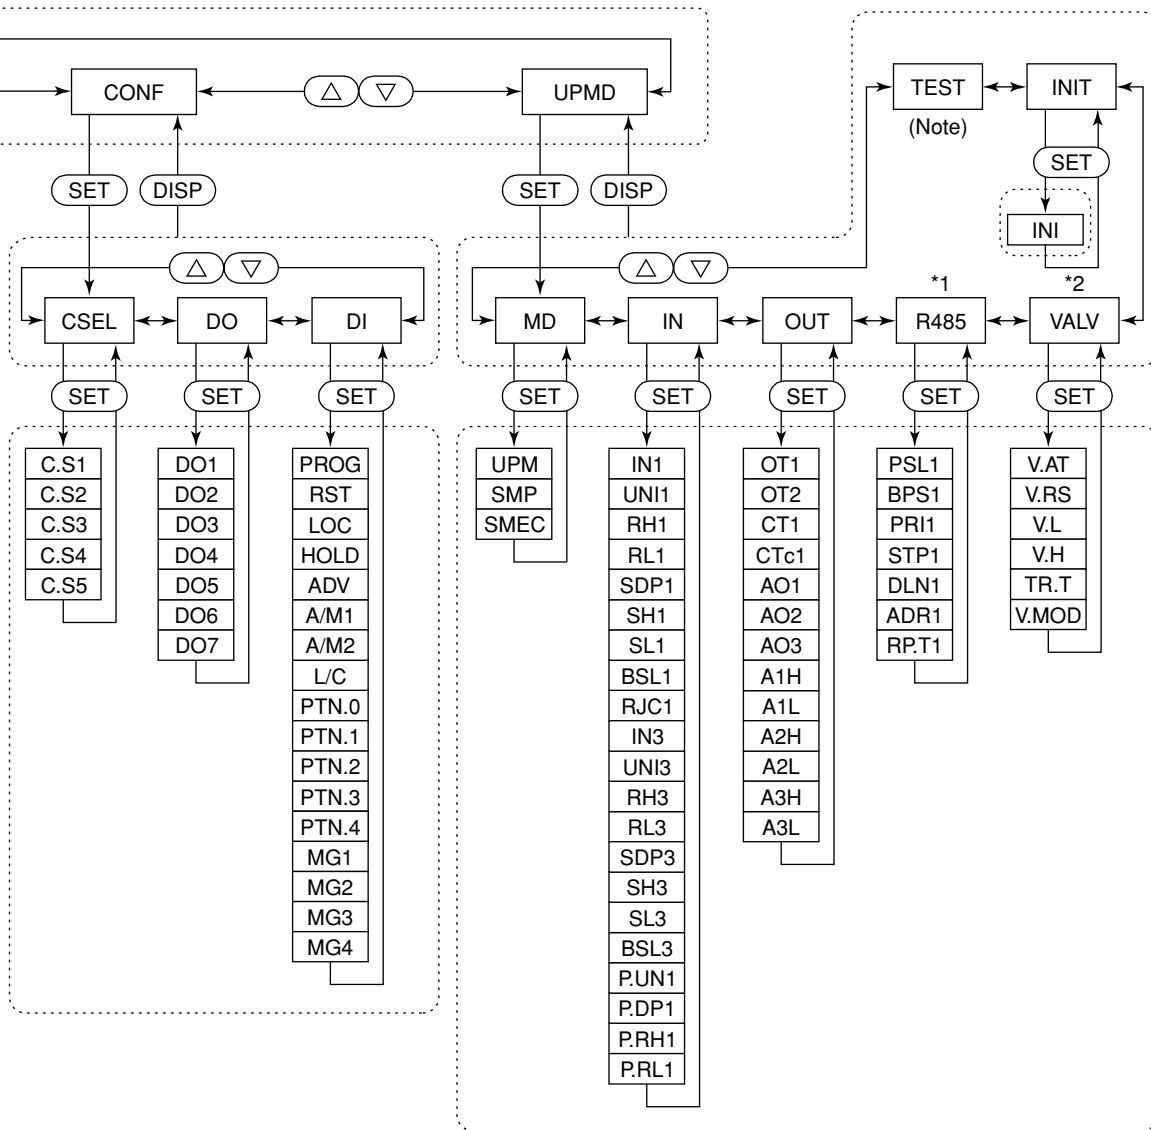 CONF
UPMD
TEST
INIT
(Note)
SET
SET
DISP
SET
DISP
INI
*1
*2
CSEL
DO
DI
MD
IN
OUT
R485
VALV
SET
SET
SET
SET
SET
SET
SET
SET
C.S1
C.S2
C.S3
C.S4
C.S5
DO1
DO2
DO3
DO4
DO5
DO6
DO7
PROG
RST
LOC
HOLD
ADV
A/M1
A/M2
L/C
PTN.0
PTN.1
PTN.2
PTN.3
PTN.4
MG1
MG2
MG3
MG4
UPM
SMP
SMEC
IN1
UNI1
RH1
RL1
SDP1
SH1
SL1
BSL1
RJC1
IN3
UNI3
RH3
RL3
SDP3
SH3
SL3
BSL3
P.UN1
P.DP1
P.RH1
P.RL1
OT1
OT2
CT1
CTc1
AO1
AO2
AO3
A1H
A1L
A2H
A2L
A3H
A3L
PSL1
BPS1
PRI1
STP1
DLN1
ADR1
RP.T1
V.AT
V.RS
V.L
V.H
TR.T
V.MOD